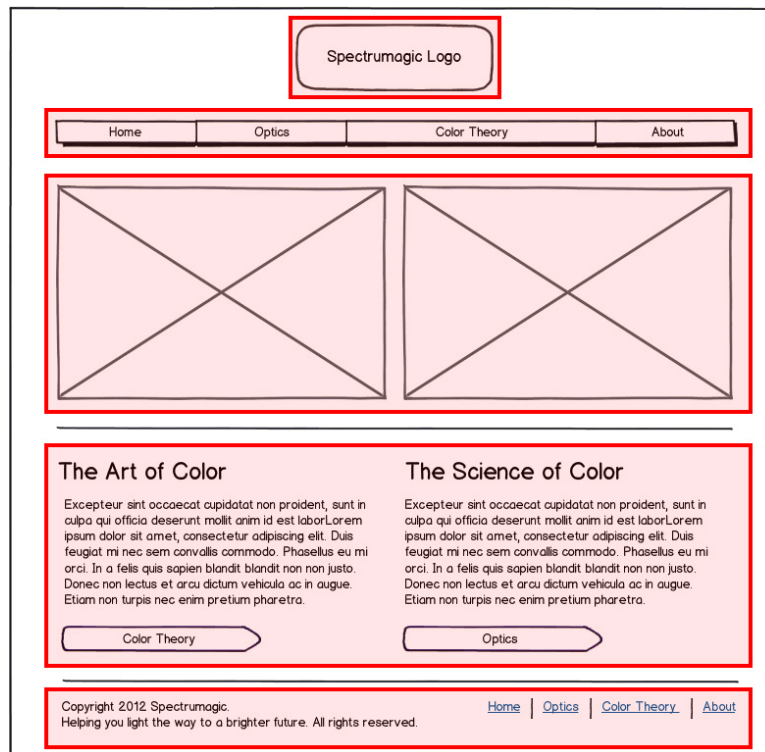 Spectrumagic Logo
Home
Optics
Color Theory
About
The Art of Color
Excepteur sint occaecat cupidatat non proident, sunt in
culpa qui officia deserunt mollit anim id est laborLorem
ipsum dolor sit amet, consectetur adipiscing elit. Duis
feugiat mi nec sem convallis commodo. Phasellus eu mi
orci. In a felis quis sapien blandit blandit non non justo.
Donec non lectus et arcu dictum vehicula ac in augue.
Etiam non turpis nec enim pretium pharetra.
Color Theory
The Science of Color
Excepteur sint occaecat cupidatat non proident, sunt in
culpa qui officia deserunt mollit anim id est laborLorem
ipsum dolor sit amet, consectetur adipiscing elit. Duis
feugiat mi nec sem convallis commodo. Phasellus eu mi
orci. In a felis quis sapien blandit blandit non non justo.
Donec non lectus et arcu dictum vehicula ac in augue.
Etiam non turpis nec enim pretium pharetra.
Optics
Copyright 2012 Spectrumagic.
Helping you light the way to a brighter future. All rights reserved.
Home | Optics | Color Theory | About